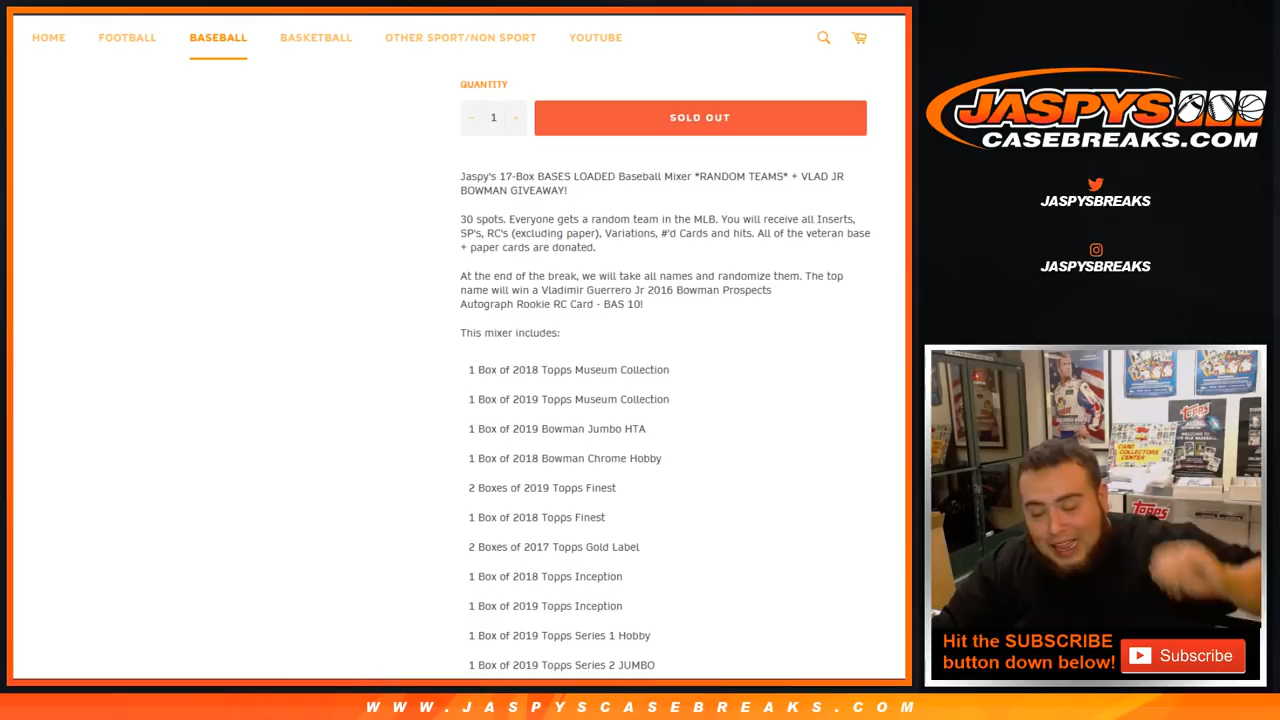 HOME FOOTBALL BASEBALL BASKETBALL OTHER SPORT/NON SPORT YOUTUBE
QUANTITY
− 1 +
SOLD OUT
Jaspy's 17-Box BASES LOADED Baseball Mixer *RANDOM TEAMS* + VLAD JR
BOWMAN GIVEAWAY!
30 spots. Everyone gets a random team in the MLB. You will receive all Inserts,
SP's, RC's (excluding paper), Variations, #'d Cards and hits. All of the veteran base
+ paper cards are donated.
At the end of the break, we will take all names and randomize them. The top
name will win a Vladimir Guerrero Jr 2016 Bowman Prospects
Autograph Rookie RC Card - BAS 10!
This mixer includes:
1 Box of 2018 Topps Museum Collection
1 Box of 2019 Topps Museum Collection
1 Box of 2019 Bowman Jumbo HTA
1 Box of 2018 Bowman Chrome Hobby
2 Boxes of 2019 Topps Finest
1 Box of 2018 Topps Finest
2 Boxes of 2017 Topps Gold Label
1 Box of 2018 Topps Inception
1 Box of 2019 Topps Inception
1 Box of 2019 Topps Series 1 Hobby
1 Box of 2019 Topps Series 2 JUMBO
JASPYS
CASEBREAKS.COM
JASPYSBREAKS
JASPYSBREAKS
Topps
WELCOME TO
CARD
COLLECTORS
CENTER
Topps
Hit the SUBSCRIBE
button down below!
Subscribe
WWW.JASPYSCASEBREAKS.COM